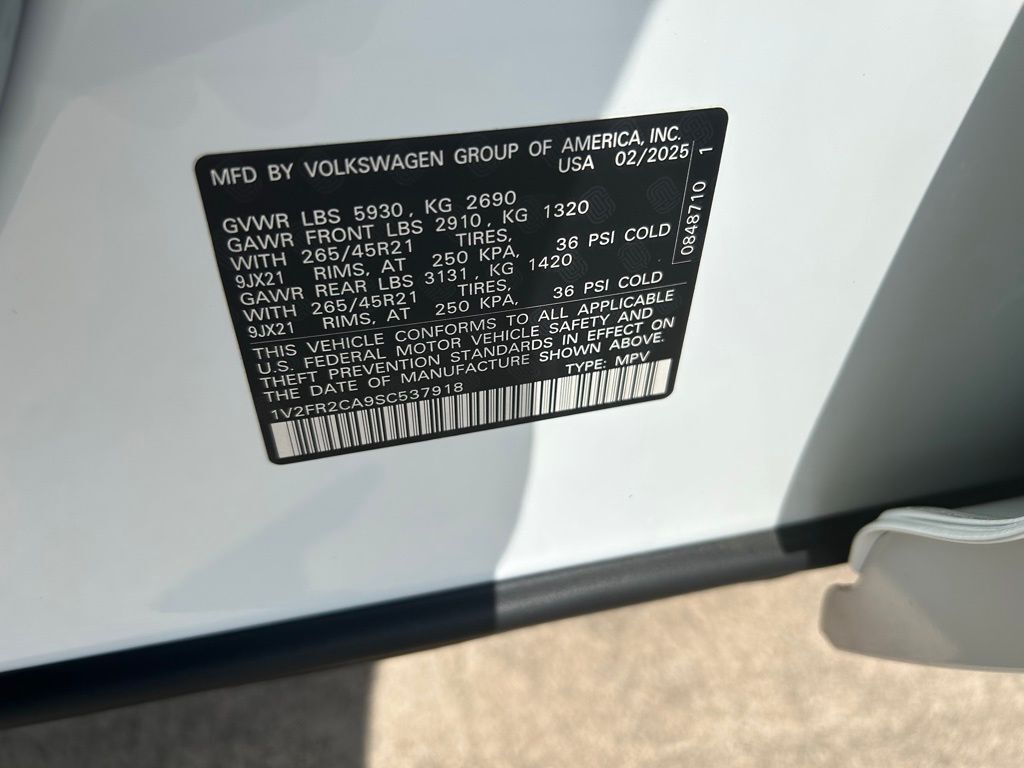 MFD BY VOLKSWAGEN GROUP OF AMERICA, INC.
USA 02/2025
GVWR LBS 5930, KG 2690
GAWR FRONT LBS 2910, KG 1320
WITH 265/45R21 TIRES,
9JX21 RIMS, AT 250 KPA, 36 PSI COLD
GAWR REAR LBS 3131, KG 1420
WITH 265/45R21 TIRES,
9JX21 RIMS, AT 250 KPA, 36 PSI COLD
THIS VEHICLE CONFORMS TO ALL APPLICABLE
U.S. FEDERAL MOTOR VEHICLE SAFETY AND
THEFT PREVENTION STANDARDS IN EFFECT ON
THE DATE OF MANUFACTURE SHOWN ABOVE.
1V2FR2CA9SC537918 TYPE: MPV
0848710 1